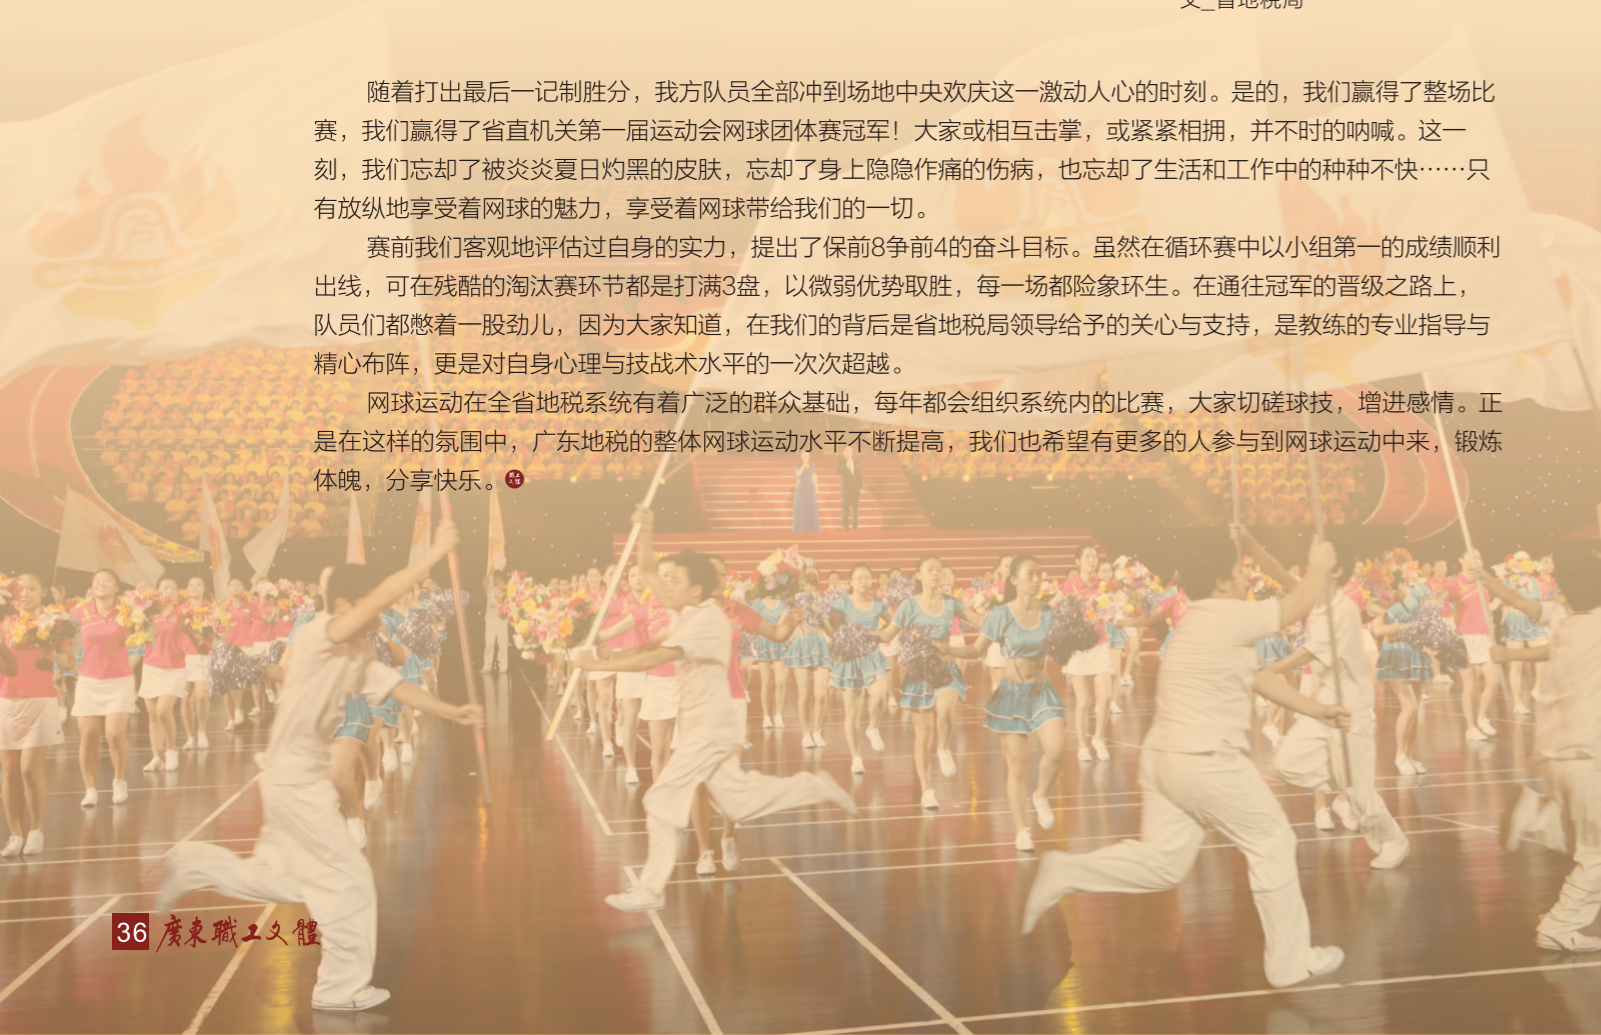 文_省地税局
随着打出最后一记制胜分，我方队员全部冲到场地中央欢庆这一激动人心的时刻。是的，我们赢得了整场比
赛，我们赢得了省直机关第一届运动会网球团体赛冠军！大家或相互击掌，或紧紧相拥，并不时的呐喊。这一
刻，我们忘却了被炎炎夏日灼黑的皮肤，忘却了身上隐隐作痛的伤病，也忘却了生活和工作中的种种不快……只
有放纵地享受着网球的魅力，享受着网球带给我们的一切。
赛前我们客观地评估过自身的实力，提出了保前8争前4的奋斗目标。虽然在循环赛中以小组第一的成绩顺利
出线，可在残酷的淘汰赛环节都是打满3盘，以微弱优势取胜，每一场都险象环生。在通往冠军的晋级之路上，
队员们都憋着一股劲儿，因为大家知道，在我们的背后是省地税局领导给予的关心与支持，是教练的专业指导与
精心布阵，更是对自身心理与技战术水平的一次次超越。
网球运动在全省地税系统有着广泛的群众基础，每年都会组织系统内的比赛，大家切磋球技，增进感情。正
是在这样的氛围中，广东地税的整体网球运动水平不断提高，我们也希望有更多的人参与到网球运动中来，锻炼
体魄，分享快乐。
36 廣東職工文體